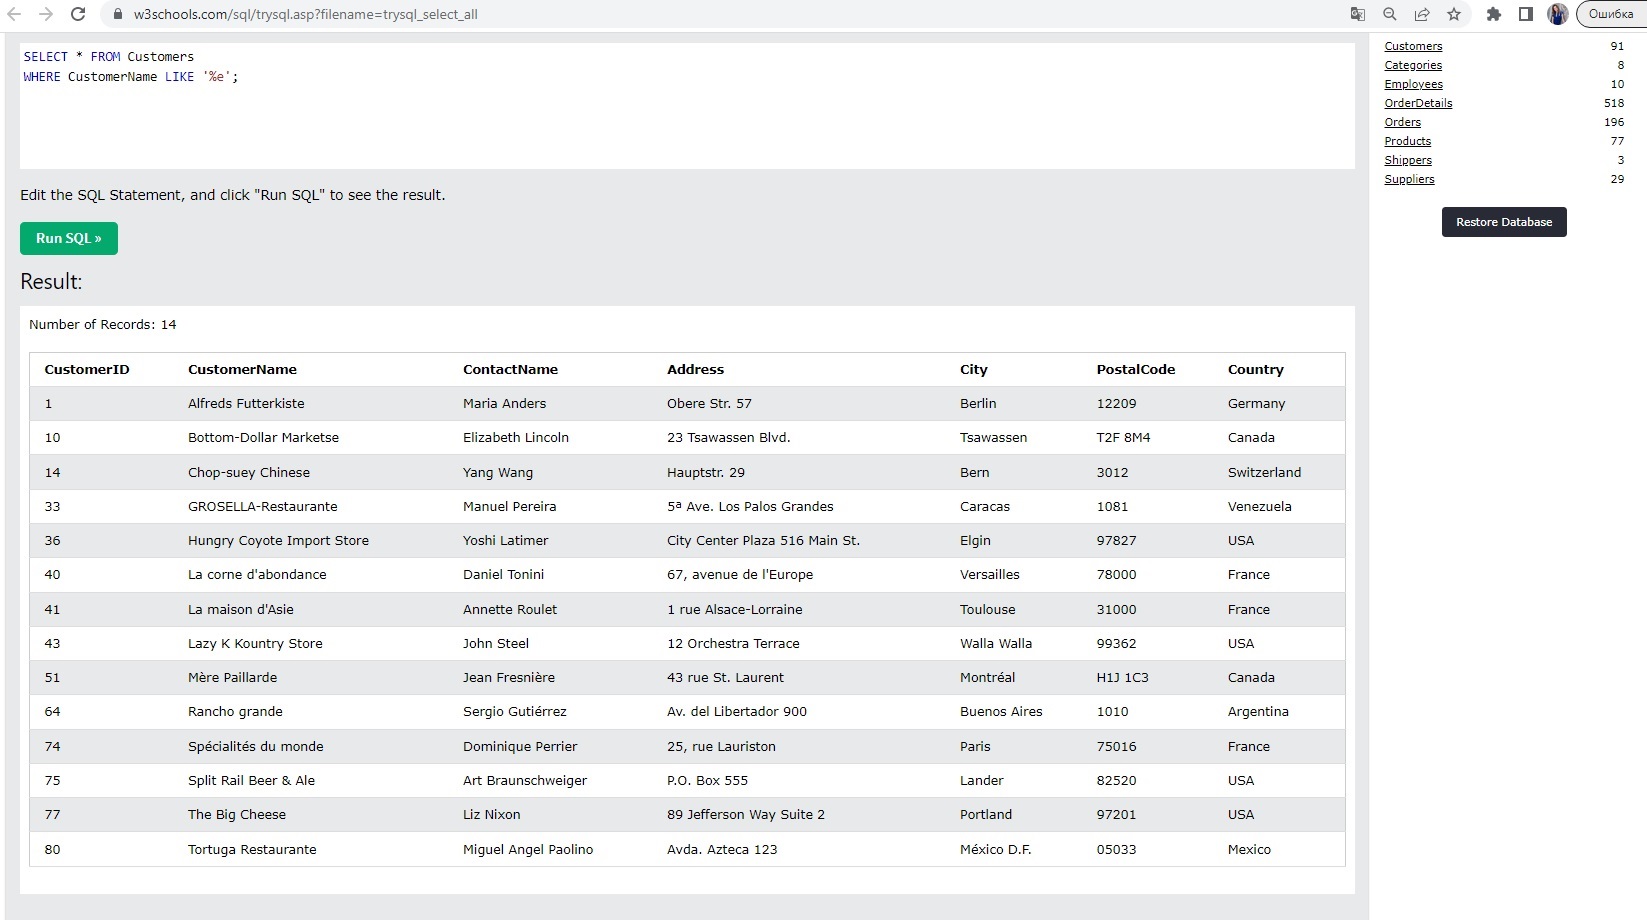 w3schools.com/sql/trysql.asp?filename=trysql_select_all
Ошибка
SELECT * FROM Customers
WHERE CustomerName LIKE '%e';
Edit the SQL Statement, and click "Run SQL" to see the result.
Run SQL »
Result:
Number of Records: 14
CustomerID CustomerName ContactName Address City PostalCode Country
1 Alfreds Futterkiste Maria Anders Obere Str. 57 Berlin 12209 Germany
10 Bottom-Dollar Marketse Elizabeth Lincoln 23 Tsawassen Blvd. Tsawassen T2F 8M4 Canada
14 Chop-suey Chinese Yang Wang Hauptstr. 29 Bern 3012 Switzerland
33 GROSELLA-Restaurante Manuel Pereira 5ª Ave. Los Palos Grandes Caracas 1081 Venezuela
36 Hungry Coyote Import Store Yoshi Latimer City Center Plaza 516 Main St. Elgin 97827 USA
40 La corne d'abondance Daniel Tonini 67, avenue de l'Europe Versailles 78000 France
41 La maison d'Asie Annette Roulet 1 rue Alsace-Lorraine Toulouse 31000 France
43 Lazy K Kountry Store John Steel 12 Orchestra Terrace Walla Walla 99362 USA
51 Mère Paillarde Jean Fresnière 43 rue St. Laurent Montréal H1J 1C3 Canada
64 Rancho grande Sergio Gutiérrez Av. del Libertador 900 Buenos Aires 1010 Argentina
74 Spécialités du monde Dominique Perrier 25, rue Lauriston Paris 75016 France
75 Split Rail Beer & Ale Art Braunschweiger P.O. Box 555 Lander 82520 USA
77 The Big Cheese Liz Nixon 89 Jefferson Way Suite 2 Portland 97201 USA
80 Tortuga Restaurante Miguel Angel Paolino Avda. Azteca 123 México D.F. 05033 Mexico
Customers 91
Categories 8
Employees 10
OrderDetails 518
Orders 196
Products 77
Shippers 3
Suppliers 29
Restore Database